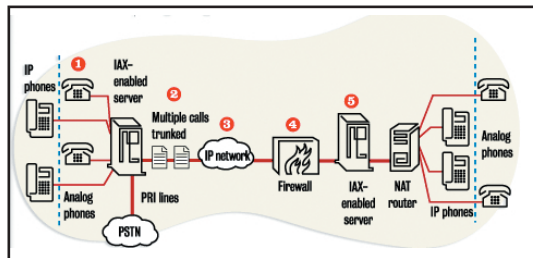 IP
phones
1
IAX-
enabled
server
2
Multiple calls
trunked
3
IP network
4
Firewall
5
IAX-
enabled
server
NAT
router
Analog
phones
IP phones
Analog
phones
PRI lines
PSTN